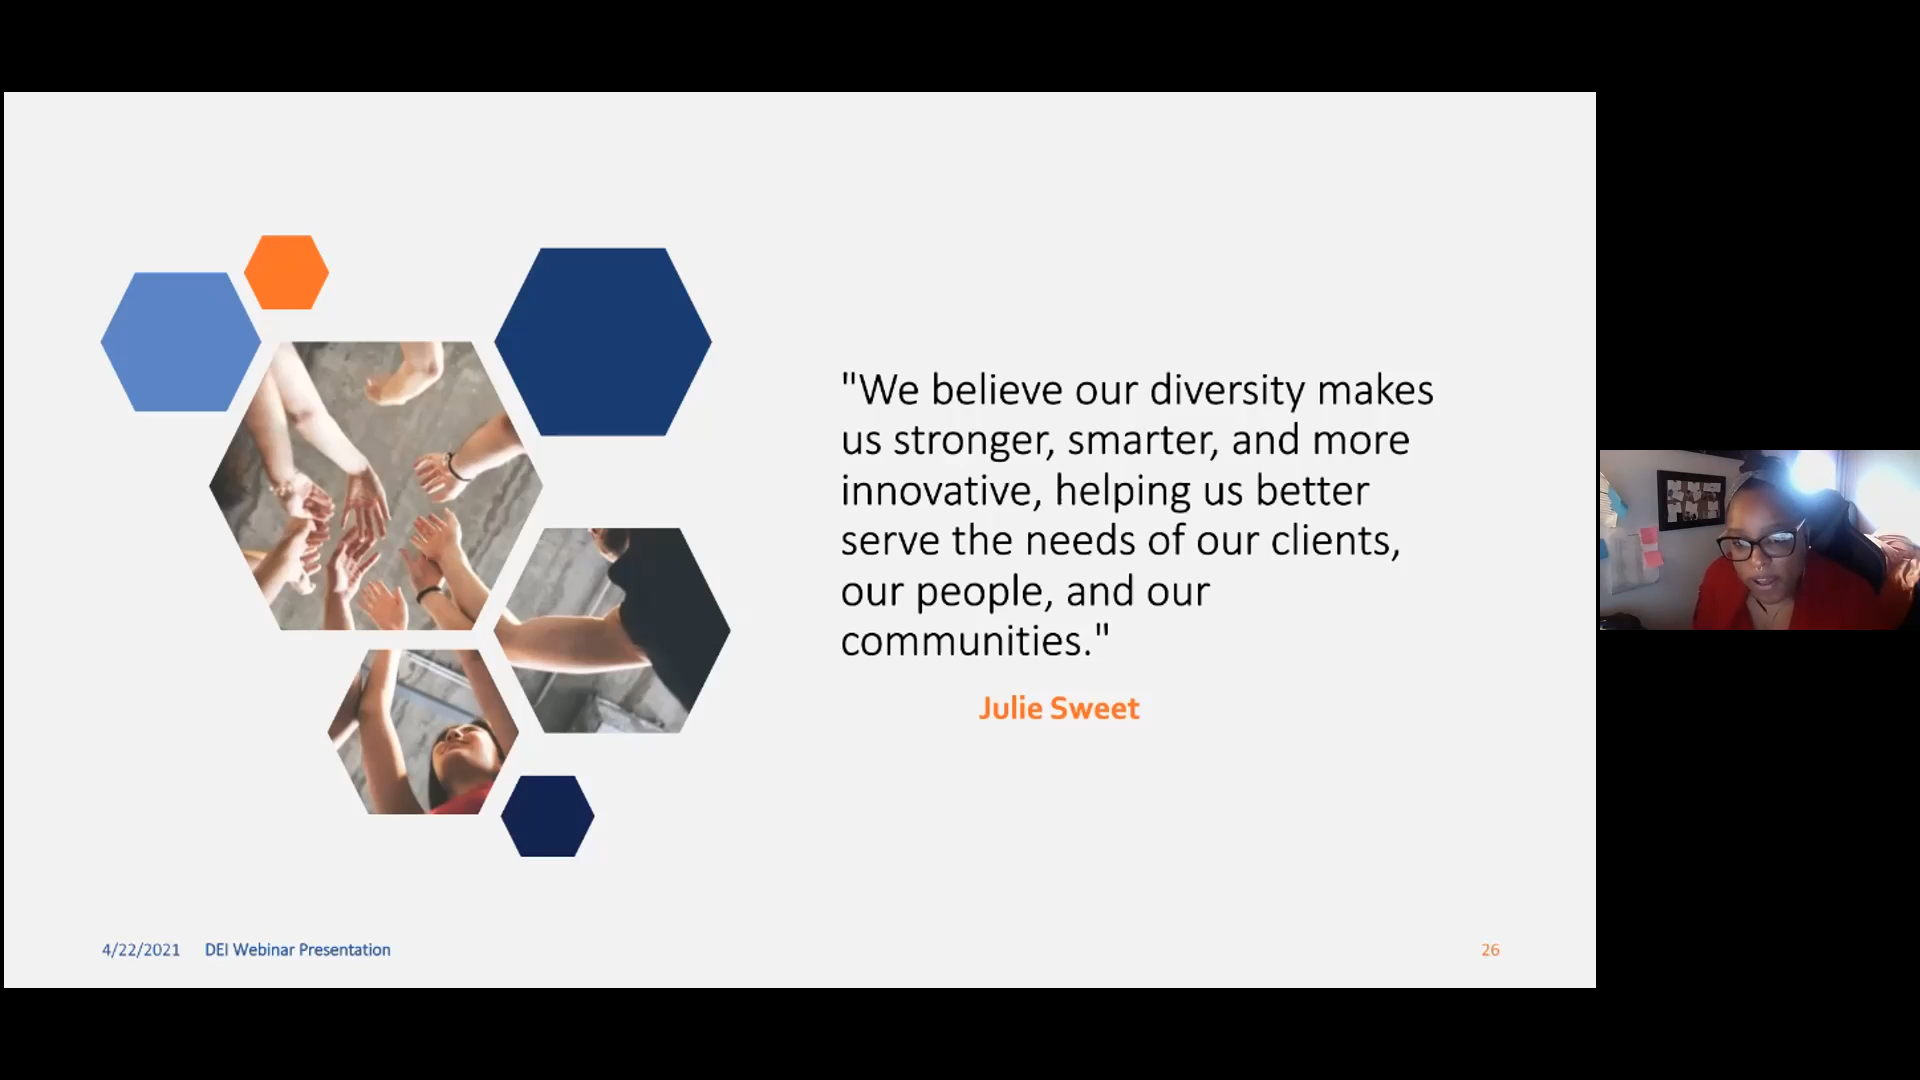 "We believe our diversity makes
us stronger, smarter, and more
innovative, helping us better
serve the needs of our clients,
our people, and our
communities."
Julie Sweet
4/22/2021 DEI Webinar Presentation 26